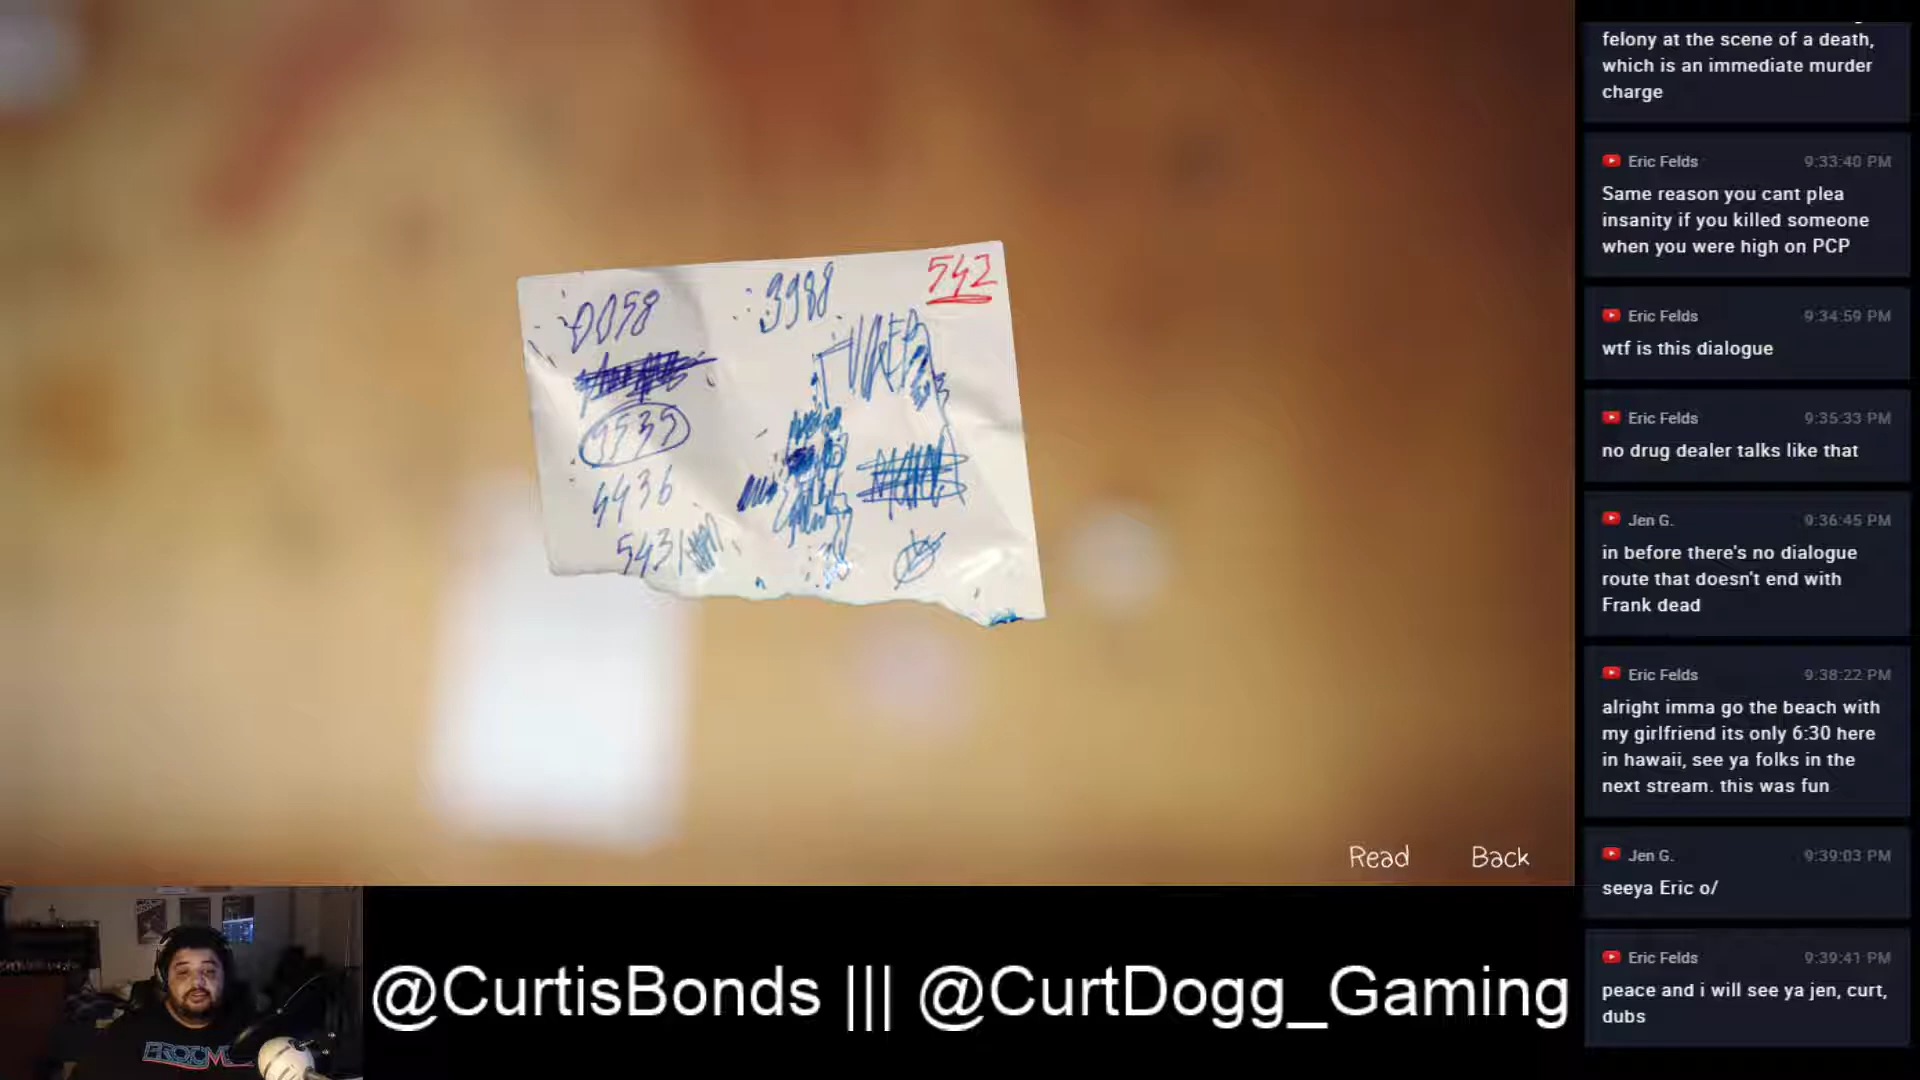 0058
3988
542
9535
4436
5431
Read
Back
felony at the scene of a death,
which is an immediate murder
charge
Eric Felds 9:33:40 PM
Same reason you cant plea
insanity if you killed someone
when you were high on PCP
Eric Felds 9:34:59 PM
wtf is this dialogue
Eric Felds 9:35:33 PM
no drug dealer talks like that
Jen G. 9:36:45 PM
in before there's no dialogue
route that doesn't end with
Frank dead
Eric Felds 9:38:22 PM
alright imma go the beach with
my girlfriend its only 6:30 here
in hawaii, see ya folks in the
next stream. this was fun
Jen G. 9:39:03 PM
seeya Eric o/
Eric Felds 9:39:41 PM
peace and i will see ya jen, curt,
dubs
@CurtisBonds ||| @CurtDogg_Gaming